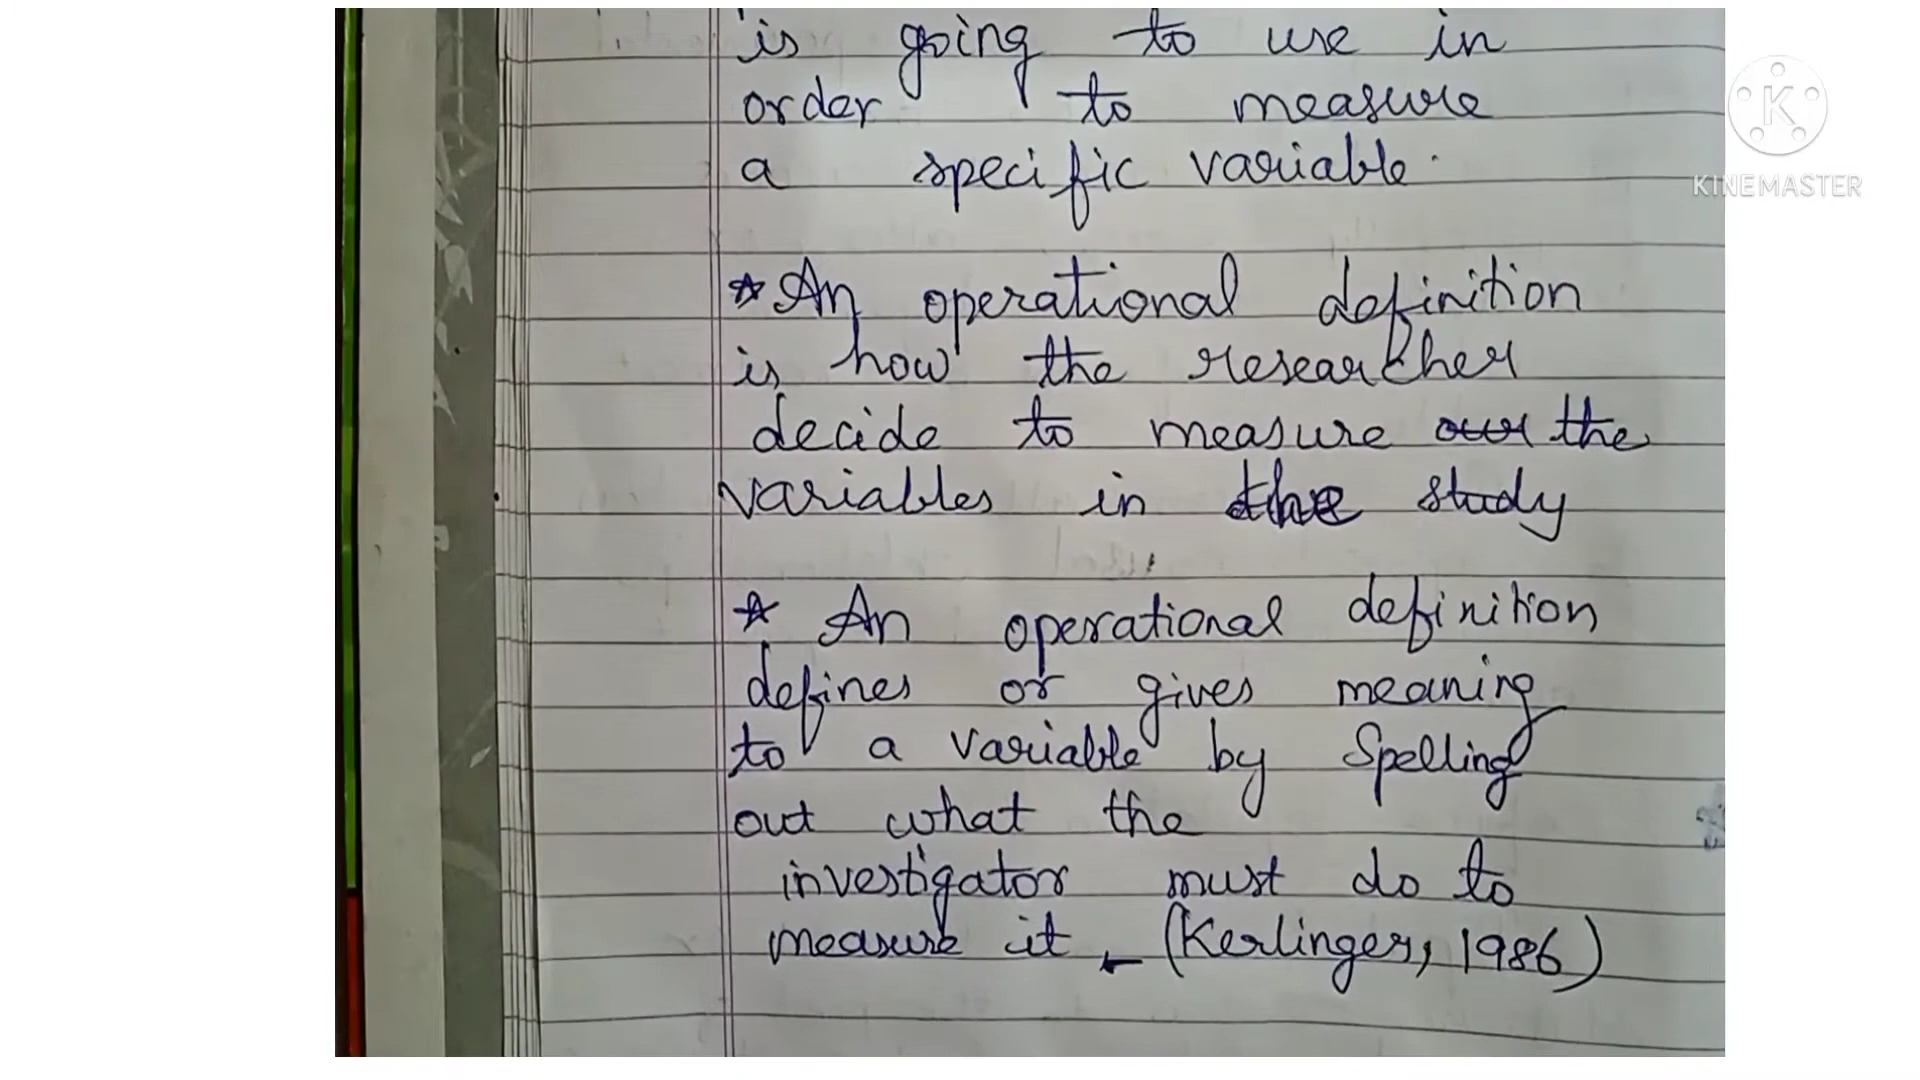 is going to use in
order to measure
a specific variable.
☆ An operational definition
is how the researcher
decide to measure the
variables in the study
☆ An operational definition
defines or gives meaning
to a variable by Spelling
out what the
investigator must do to
measure it - (Kerlinger, 1986)
K
KINEMASTER